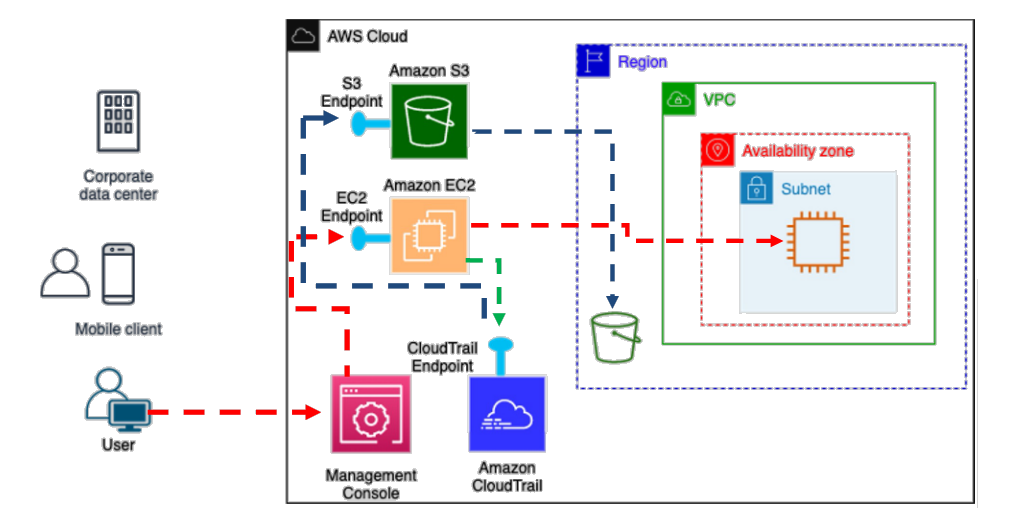 AWS Cloud
Region
VPC
Availability zone
Subnet
Amazon S3
S3
Endpoint
Amazon EC2
EC2
Endpoint
CloudTrail
Endpoint
Management
Console
Amazon
CloudTrail
Corporate
data center
Mobile client
User